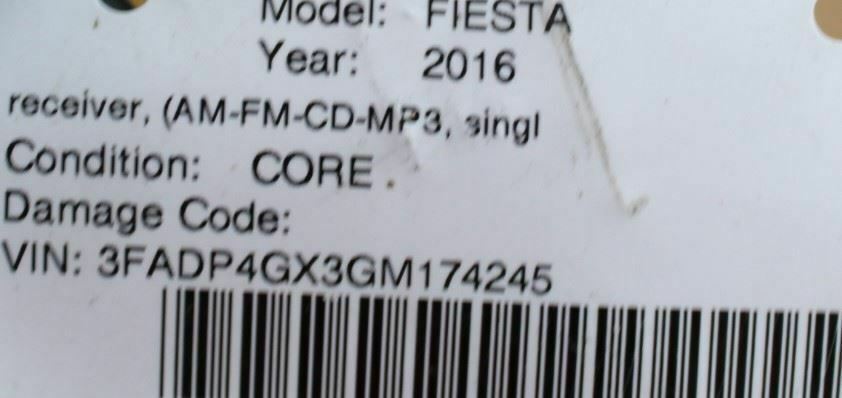 Model: FIESTA
Year: 2016
receiver, (AM-FM-CD-MP3, singl
Condition: CORE .
Damage Code:
VIN: 3FADP4GX3GM174245